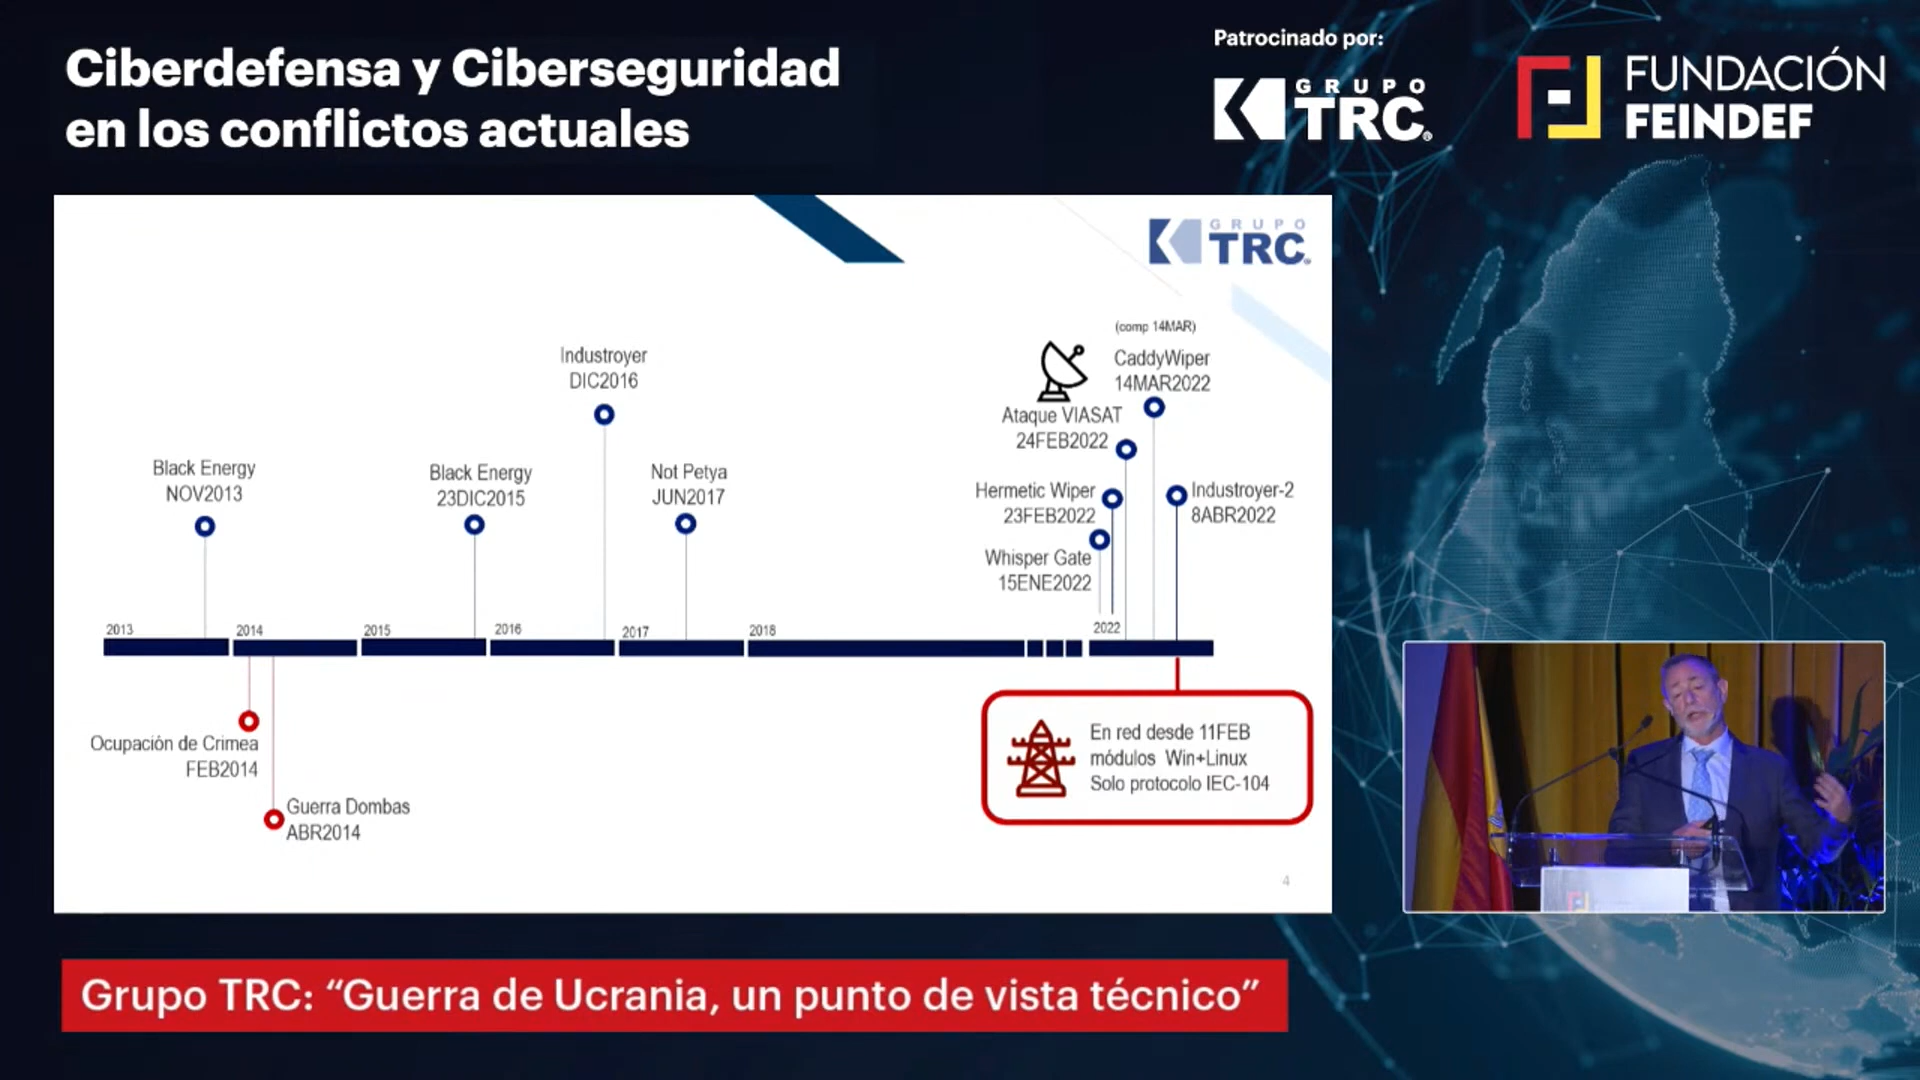 Ciberdefensa y Ciberseguridad
en los conflictos actuales
Patrocinado por:
GRUPO
TRC
FUNDACIÓN
FEINDEF
GRUPO
TRC
(comp 14MAR)
CaddyWiper
14MAR2022
Industroyer
DIC2016
Ataque VIASAT
24FEB2022
Black Energy
NOV2013
Black Energy
23DIC2015
Not Petya
JUN2017
Hermetic Wiper
23FEB2022
Industroyer-2
8ABR2022
Whisper Gate
15ENE2022
2013
2014
2015
2016
2017
2018
2022
Ocupación de Crimea
FEB2014
Guerra Dombas
ABR2014
En red desde 11FEB
módulos Win+Linux
Solo protocolo IEC-104
4
Grupo TRC: “Guerra de Ucrania, un punto de vista técnico”